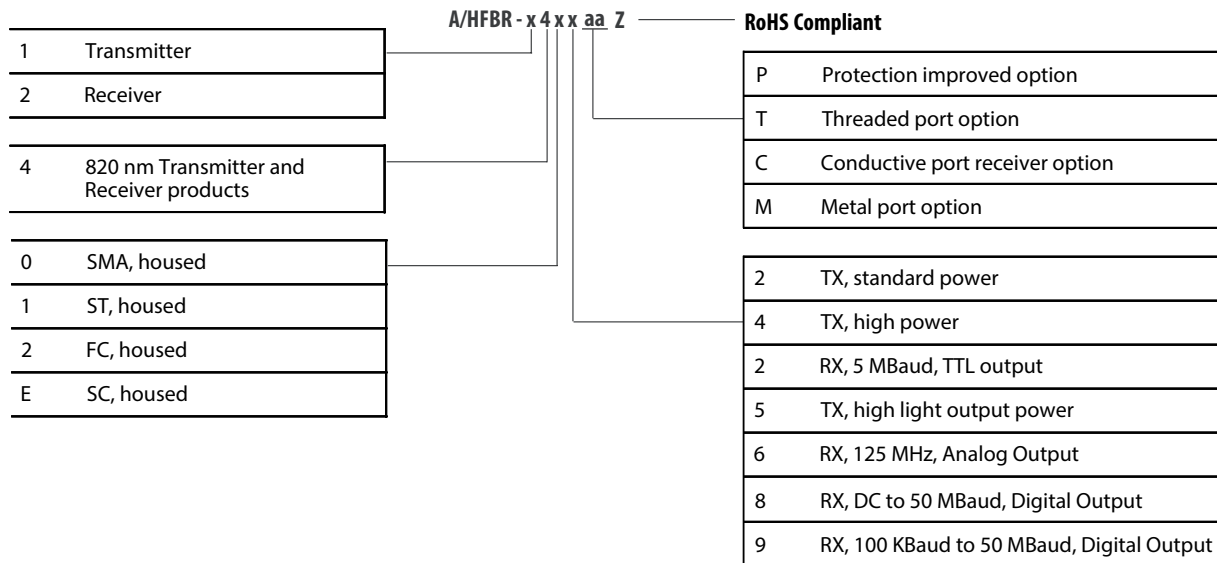 A/HFBR - x 4 x x aa Z
RoHS Compliant
1 Transmitter
2 Receiver
4 820 nm Transmitter and
Receiver products
0 SMA, housed
1 ST, housed
2 FC, housed
E SC, housed
P Protection improved option
T Threaded port option
C Conductive port receiver option
M Metal port option
2 TX, standard power
4 TX, high power
2 RX, 5 MBaud, TTL output
5 TX, high light output power
6 RX, 125 MHz, Analog Output
8 RX, DC to 50 MBaud, Digital Output
9 RX, 100 KBaud to 50 MBaud, Digital Output